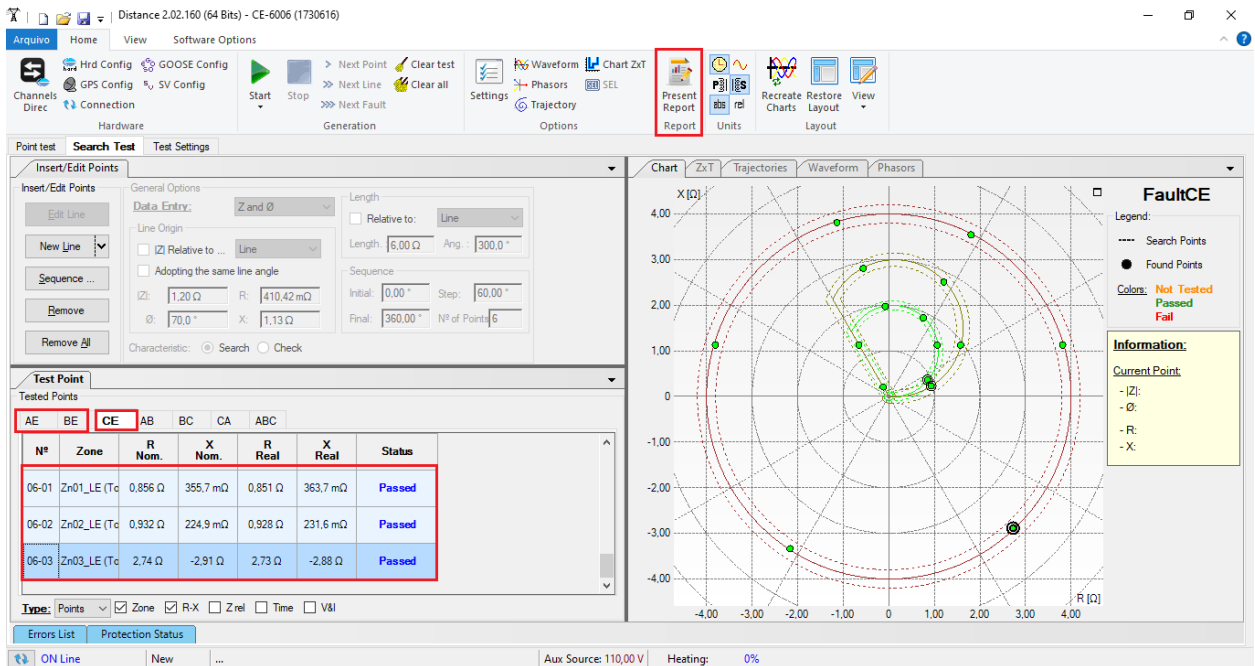 Distance 2.02.160 (64 Bits) - CE-6006 (1730616)
Arquivo Home View Software Options
Channels Direc
Hrd Config GOOSE Config
GPS Config SV Config
Connection
Hardware
Start Stop
Next Point Clear test
Next Line Clear all
Next Fault
Generation
Settings
Waveform Chart ZxT
Phasors SEL
Trajectory
Options
Present Report
Report
abs rel
Units
Recreate Charts
Restore Layout
View
Layout
Point test Search Test Test Settings
Insert/Edit Points
Insert/Edit Points
Edit Line
New Line
Sequence ...
Remove
Remove All
General Options
Data Entry: Z and Ø
Line Origin
|Z| Relative to ... Line
Adopting the same line angle
|Z|: 1,20 Ω R: 410,42 mΩ
Ø: 70,0 ° X: 1,13 Ω
Characteristic: Search Check
Length
Relative to: Line
Length. : 6,00 Ω Ang. : 300,0 °
Sequence
Initial: 0,00 ° Step: 60,00 °
Final: 360,00 ° Nº of Points 6
Test Point
Tested Points
AE BE CE AB BC CA ABC
Nº Zone R Nom. X Nom. R Real X Real Status
06-01 Zn01_LE (To 0,856 Ω 355,7 mΩ 0,851 Ω 363,7 mΩ Passed
06-02 Zn02_LE (To 0,932 Ω 224,9 mΩ 0,928 Ω 231,6 mΩ Passed
06-03 Zn03_LE (To 2,74 Ω -2,91 Ω 2,73 Ω -2,88 Ω Passed
Type: Points Zone R-X Z rel Time V&I
Errors List Protection Status
ON Line New ... Aux Source: 110,00 V Heating: 0%
Chart ZxT Trajectories Waveform Phasors
X [Ω]
4,00
3,00
2,00
1,00
0
-1,00
-2,00
-3,00
-4,00
-4,00 -3,00 -2,00 -1,00 0 1,00 2,00 3,00 4,00
R [Ω]
FaultCE
Legend:
Search Points
Found Points
Colors: Not Tested
Passed
Fail
Information:
Current Point:
- |Z|:
- Ø:
- R:
- X: